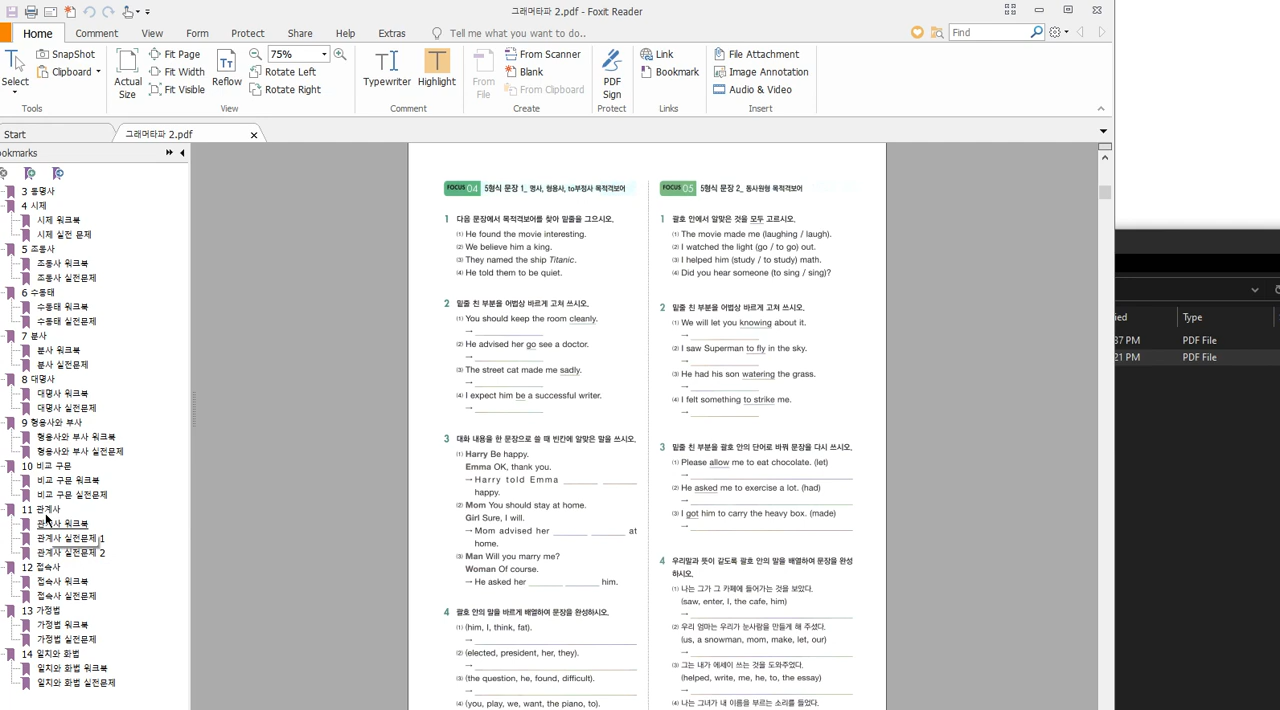 그래머타파 2.pdf - Foxit Reader
Home
Comment
View
Form
Protect
Share
Help
Extras
Tell me what you want to do..
Find
Select
SnapShot
Clipboard
Tools
Actual Size
Fit Page
Fit Width
Fit Visible
Reflow
75%
Rotate Left
Rotate Right
View
Typewriter
Highlight
Comment
From File
From Scanner
Blank
From Clipboard
Create
PDF Sign
Protect
Link
Bookmark
Links
File Attachment
Image Annotation
Audio & Video
Insert
Start
그래머타파 2.pdf
ookmarks
3 동명사
4 시제
시제 워크북
시제 실전 문제
5 조동사
조동사 워크북
조동사 실전문제
6 수동태
수동태 워크북
수동태 실전문제
7 분사
분사 워크북
분사 실전문제
8 대명사
대명사 워크북
대명사 실전문제
9 형용사와 부사
형용사와 부사 워크북
형용사와 부사 실전문제
10 비교 구문
비교 구문 워크북
비교 구문 실전문제
11 관계사
관계사 워크북
관계사 실전문제 1
관계사 실전문제 2
12 접속사
접속사 워크북
접속사 실전문제
13 가정법
가정법 워크북
가정법 실전문제
14 일치와 화법
일치와 화법 워크북
일치와 화법 실전문제
FOCUS 04 5형식 문장 1_ 명사, 형용사, to부정사 목적격보어
1 다음 문장에서 목적격보어를 찾아 밑줄을 그으시오.
(1) He found the movie interesting.
(2) We believe him a king.
(3) They named the ship Titanic.
(4) He told them to be quiet.
2 밑줄 친 부분을 어법상 바르게 고쳐 쓰시오.
(1) You should keep the room cleanly.
→
(2) He advised her go see a doctor.
→
(3) The street cat made me sadly.
→
(4) I expect him be a successful writer.
→
3 대화 내용을 한 문장으로 쓸 때 빈칸에 알맞은 말을 쓰시오.
(1) Harry Be happy.
Emma OK, thank you.
→ Harry told Emma ______ ______
happy.
(2) Mom You should stay at home.
Girl Sure, I will.
→ Mom advised her ______ ______ at
home.
(3) Man Will you marry me?
Woman Of course.
→ He asked her ______ ______ him.
4 괄호 안의 말을 바르게 배열하여 문장을 완성하시오.
(1) (him, I, think, fat).
→
(2) (elected, president, her, they).
→
(3) (the question, he, found, difficult).
→
(4) (you, play, we, want, the piano, to).
FOCUS 05 5형식 문장 2_ 동사원형 목적격보어
1 괄호 안에서 알맞은 것을 모두 고르시오.
(1) The movie made me (laughing / laugh).
(2) I watched the light (go / to go) out.
(3) I helped him (study / to study) math.
(4) Did you hear someone (to sing / sing)?
2 밑줄 친 부분을 어법상 바르게 고쳐 쓰시오.
(1) We will let you knowing about it.
→
(2) I saw Superman to fly in the sky.
→
(3) He had his son watering the grass.
→
(4) I felt something to strike me.
→
3 밑줄 친 부분을 괄호 안의 단어로 바꿔 문장을 다시 쓰시오.
(1) Please allow me to eat chocolate. (let)
→
(2) He asked me to exercise a lot. (had)
→
(3) I got him to carry the heavy box. (made)
→
4 우리말과 뜻이 같도록 괄호 안의 말을 배열하여 문장을 완성
하시오.
(1) 나는 그가 그 카페에 들어가는 것을 보았다.
(saw, enter, I, the cafe, him)
→
(2) 우리 엄마는 우리가 눈사람을 만들게 해 주셨다.
(us, a snowman, mom, make, let, our)
→
(3) 그는 내가 에세이 쓰는 것을 도와주었다.
(helped, write, me, he, to, the essay)
→
(4) 나는 그녀가 내 이름을 부르는 소리를 들었다.
ied
Type
37 PM
PDF File
21 PM
PDF File